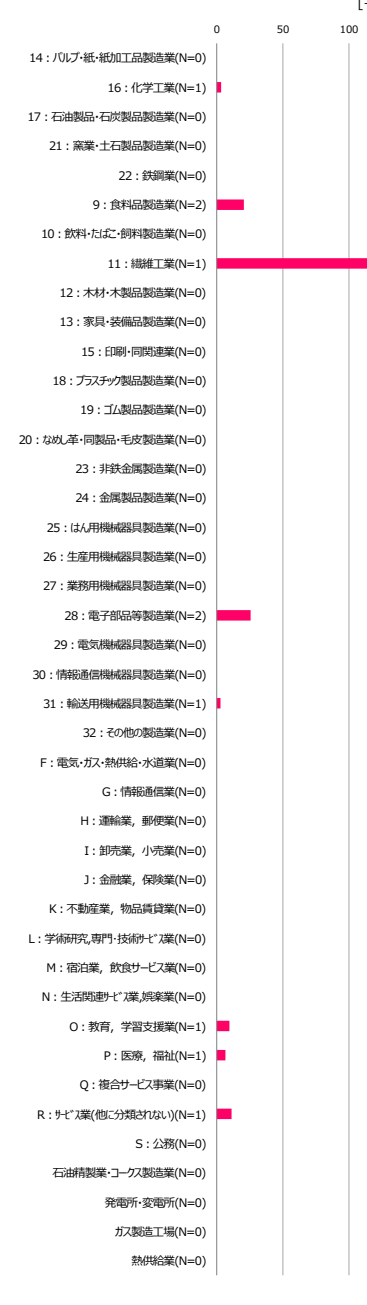 0 50 100
14：パルプ・紙・紙加工品製造業(N=0)
16：化学工業(N=1)
17：石油製品・石炭製品製造業(N=0)
21：窯業・土石製品製造業(N=0)
22：鉄鋼業(N=0)
9：食料品製造業(N=2)
10：飲料・たばこ・飼料製造業(N=0)
11：繊維工業(N=1)
12：木材・木製品製造業(N=0)
13：家具・装備品製造業(N=0)
15：印刷・同関連業(N=0)
18：プラスチック製品製造業(N=0)
19：ゴム製品製造業(N=0)
20：なめし革・同製品・毛皮製造業(N=0)
23：非鉄金属製造業(N=0)
24：金属製品製造業(N=0)
25：はん用機械器具製造業(N=0)
26：生産用機械器具製造業(N=0)
27：業務用機械器具製造業(N=0)
28：電子部品等製造業(N=2)
29：電気機械器具製造業(N=0)
30：情報通信機械器具製造業(N=0)
31：輸送用機械器具製造業(N=1)
32：その他の製造業(N=0)
F：電気・ガス・熱供給・水道業(N=0)
G：情報通信業(N=0)
H：運輸業，郵便業(N=0)
I：卸売業，小売業(N=0)
J：金融業，保険業(N=0)
K：不動産業，物品賃貸業(N=0)
L：学術研究,専門・技術サービス業(N=0)
M：宿泊業，飲食サービス業(N=0)
N：生活関連サービス業,娯楽業(N=0)
O：教育，学習支援業(N=1)
P：医療，福祉(N=1)
Q：複合サービス事業(N=0)
R：サービス業(他に分類されない)(N=1)
S：公務(N=0)
石油精製業・コークス製造業(N=0)
発電所・変電所(N=0)
ガス製造工場(N=0)
熱供給業(N=0)